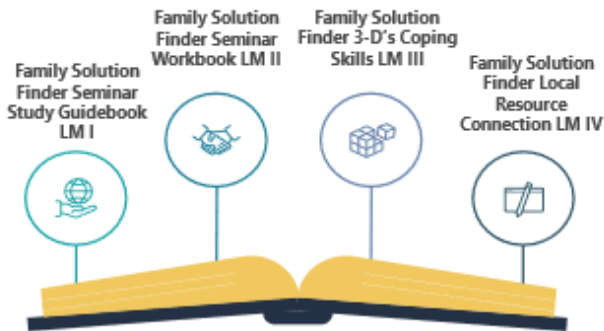 Family Solution
Finder Seminar
Study Guidebook
LM I
Family Solution
Finder Seminar
Workbook LM II
Family Solution
Finder 3-D's Coping
Skills LM III
Family Solution
Finder Local
Resource
Connection LM IV